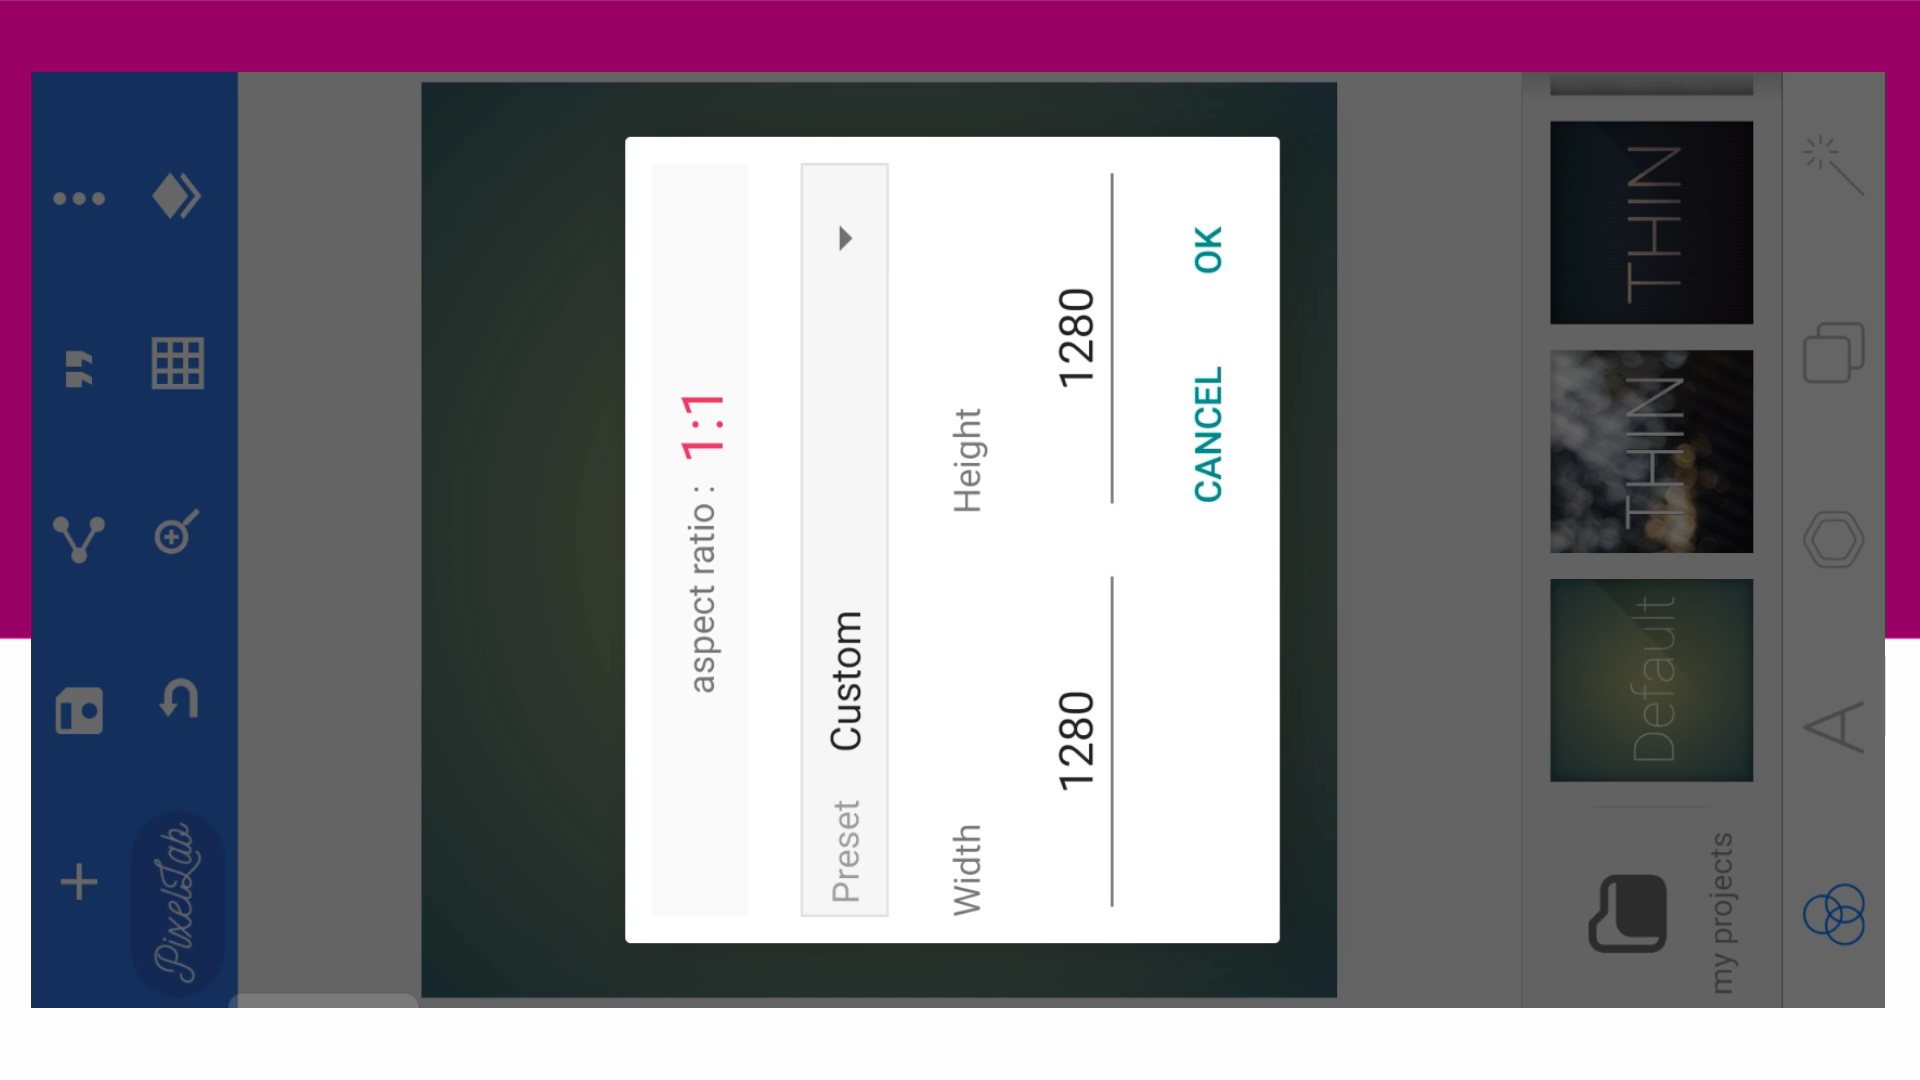 PixelLab
aspect ratio : 1:1
Preset Custom
Width Height
1280 1280
CANCEL OK
my projects
Default
THIN
THIN